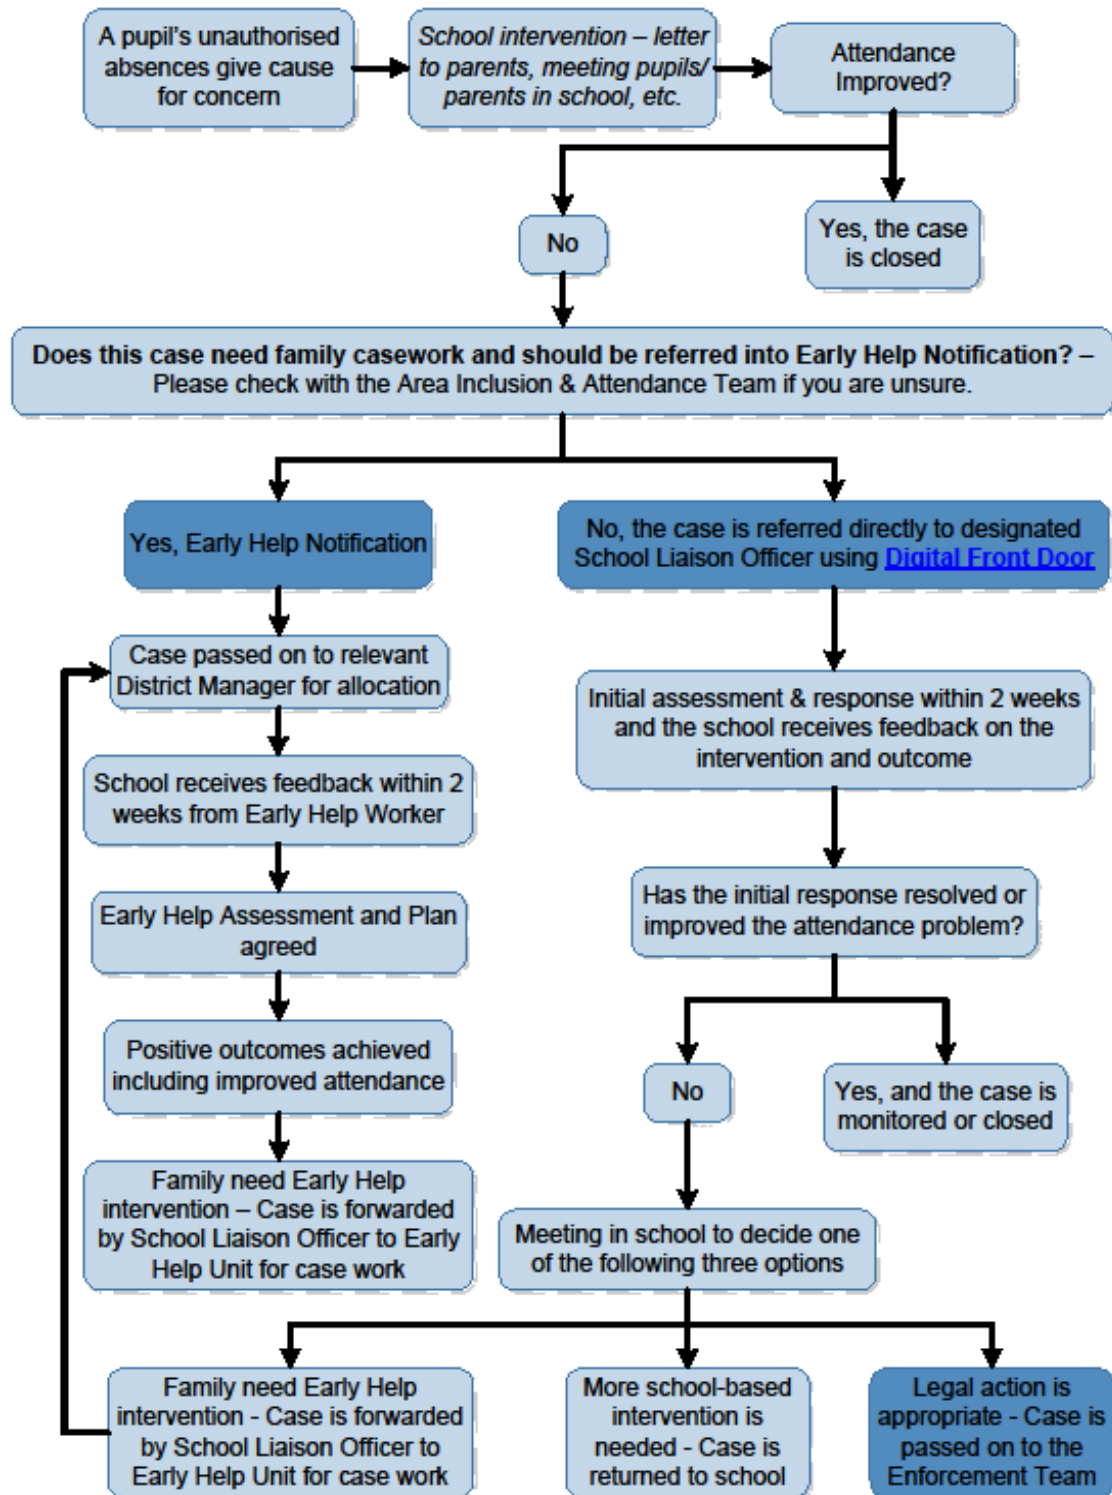 A pupil's unauthorised
absences give cause
for concern
School intervention – letter
to parents, meeting pupils/
parents in school, etc.
Attendance
Improved?
No
Yes, the case
is closed
Does this case need family casework and should be referred into Early Help Notification? –
Please check with the Area Inclusion & Attendance Team if you are unsure.
Yes, Early Help Notification
No, the case is referred directly to designated
School Liaison Officer using Digital Front Door
Case passed on to relevant
District Manager for allocation
School receives feedback within 2
weeks from Early Help Worker
Early Help Assessment and Plan
agreed
Positive outcomes achieved
including improved attendance
Family need Early Help
intervention – Case is forwarded
by School Liaison Officer to Early
Help Unit for case work
Initial assessment & response within 2 weeks
and the school receives feedback on the
intervention and outcome
Has the initial response resolved or
improved the attendance problem?
No
Yes, and the case is
monitored or closed
Meeting in school to decide one
of the following three options
Family need Early Help
intervention - Case is forwarded
by School Liaison Officer to
Early Help Unit for case work
More school-based
intervention is
needed - Case is
returned to school
Legal action is
appropriate - Case is
passed on to the
Enforcement Team